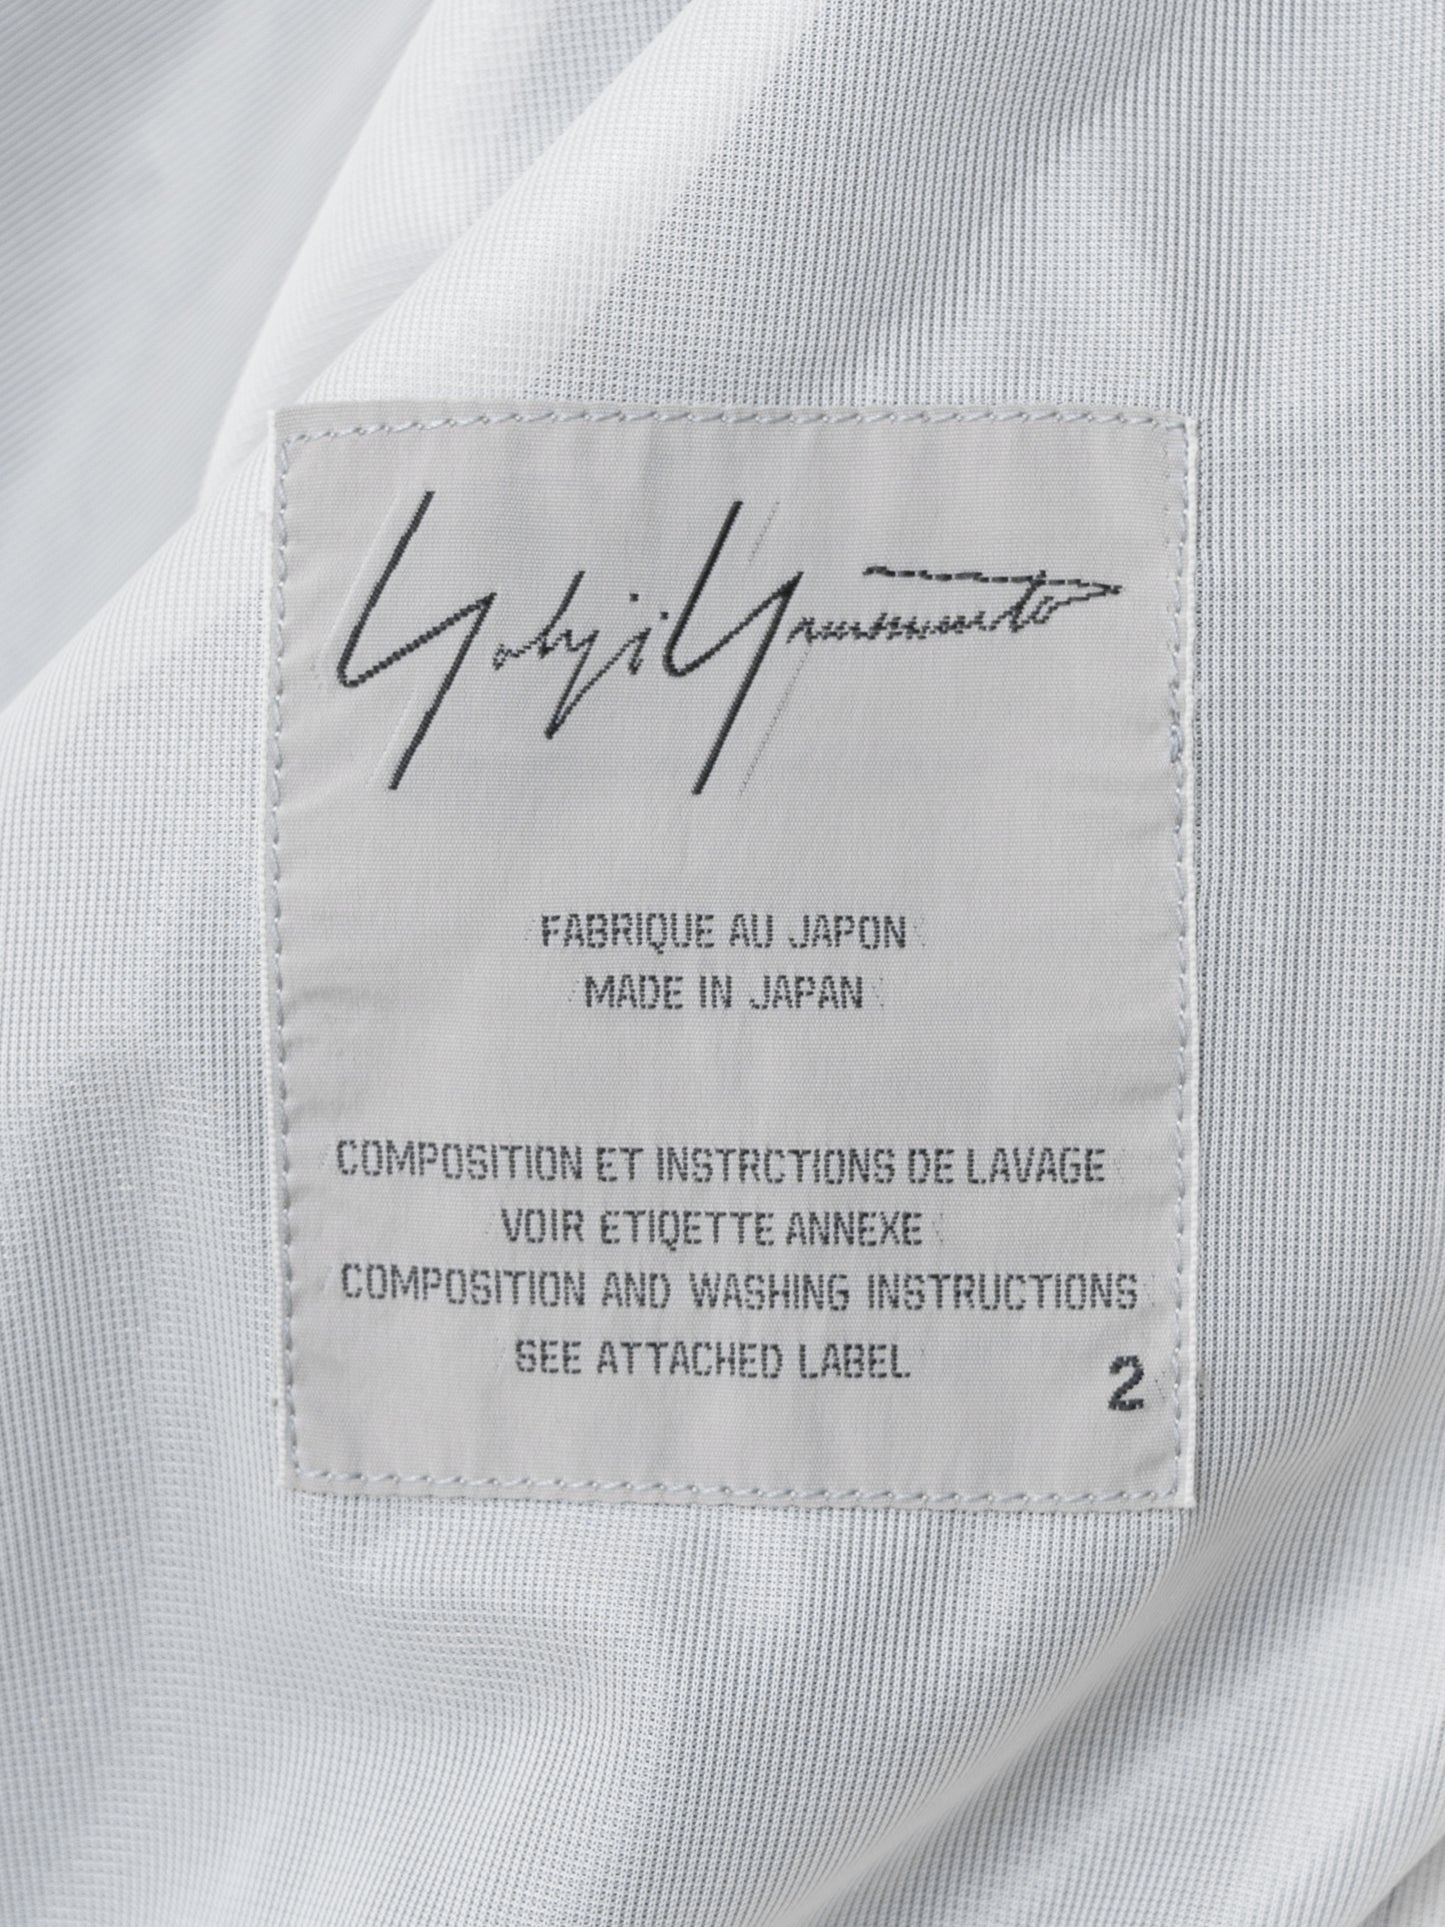 Yohji Yamamoto
FABRIQUE AU JAPON
MADE IN JAPAN
COMPOSITION ET INSTRCTIONS DE LAVAGE
VOIR ETIQETTE ANNEXE
COMPOSITION AND WASHING INSTRUCTIONS
SEE ATTACHED LABEL
2